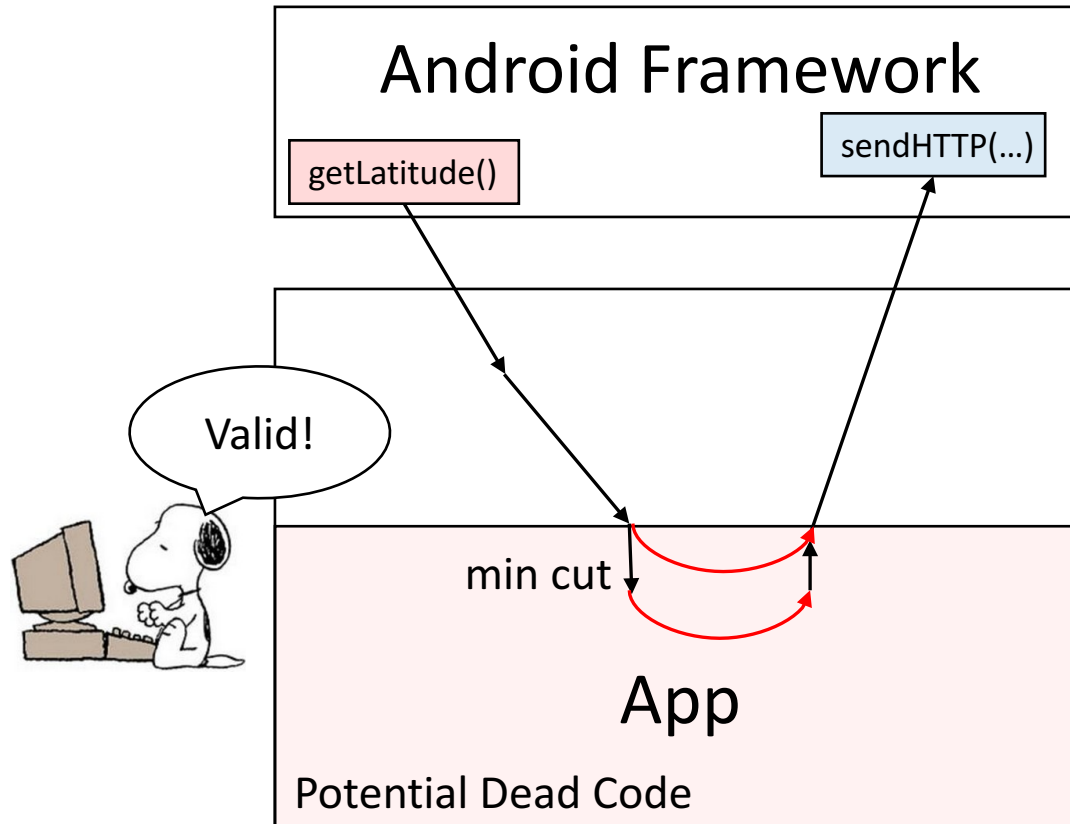 Android Framework
getLatitude()
sendHTTP(...)
Valid!
min cut
App
Potential Dead Code